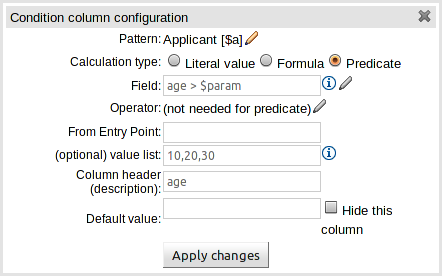 Condition column configuration
Pattern: Applicant [$a]
Calculation type: Literal value Formula Predicate
Field: age > $param
Operator: (not needed for predicate)
From Entry Point:
(optional) value list: 10,20,30
Column header
(description): age
Default value: Hide this
column
Apply changes